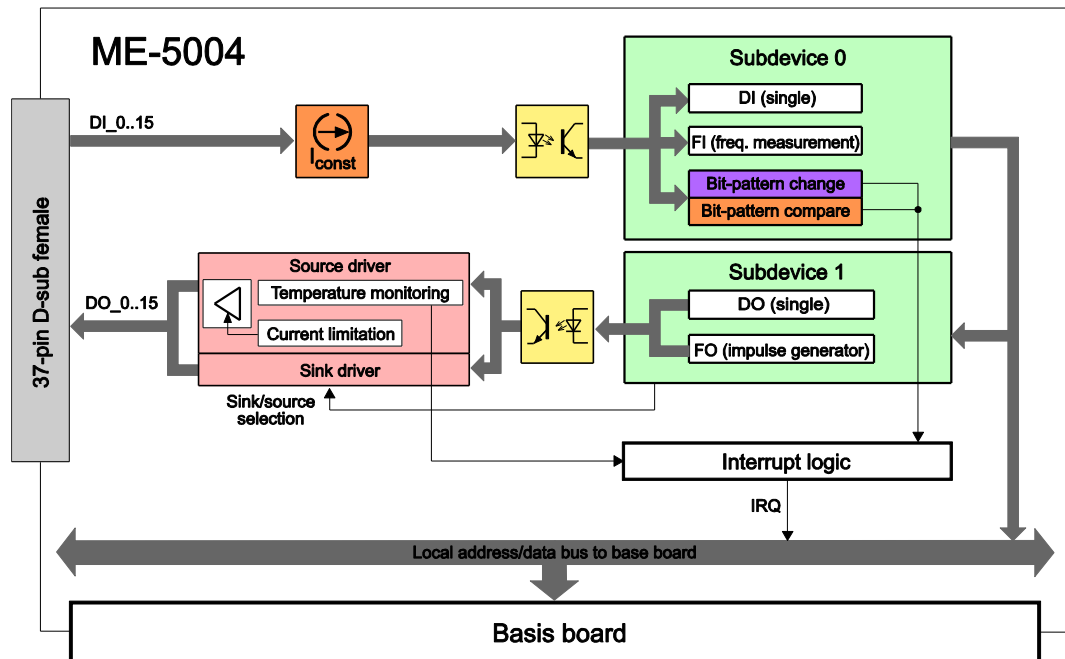 ME-5004
37-pin D-sub female
DI_0..15
Iconst
Subdevice 0
DI (single)
FI (freq. measurement)
Bit-pattern change
Bit-pattern compare
DO_0..15
Source driver
Temperature monitoring
Current limitation
Sink driver
Sink/source
selection
Subdevice 1
DO (single)
FO (impulse generator)
Interrupt logic
IRQ
Local address/data bus to base board
Basis board